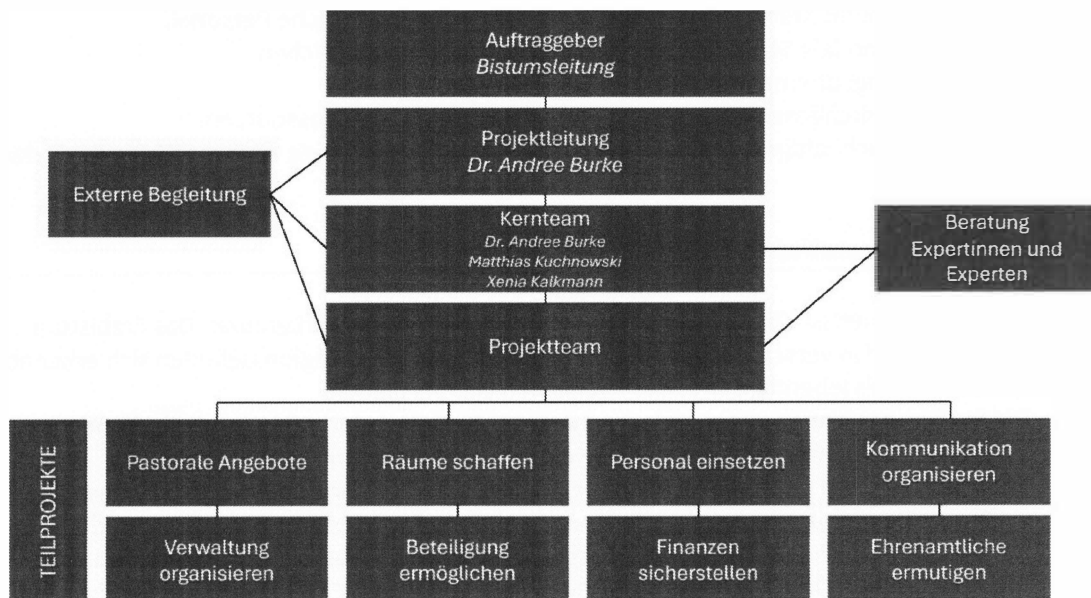 Auftraggeber
Bistumsleitung
Projektleitung
Dr. Andree Burke
Externe Begleitung
Kernteam
Dr. Andree Burke
Matthias Kuchnowski
Xenia Kalkmann
Beratung
Expertinnen und
Experten
Projektteam
TEILPROJEKTE
Pastorale Angebote
Räume schaffen
Personal einsetzen
Kommunikation
organisieren
Verwaltung
organisieren
Beteiligung
ermöglichen
Finanzen
sicherstellen
Ehrenamtliche
ermutigen